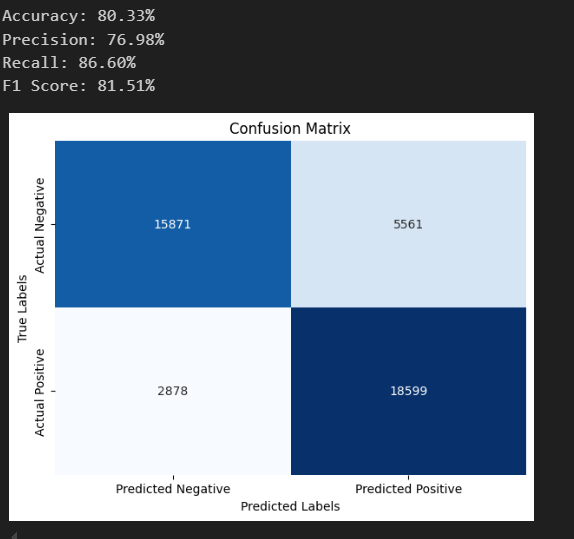 Accuracy: 80.33%
Precision: 76.98%
Recall: 86.60%
F1 Score: 81.51%
Confusion Matrix
Actual Negative
15871
5561
True Labels
Actual Positive
2878
18599
Predicted Negative
Predicted Positive
Predicted Labels